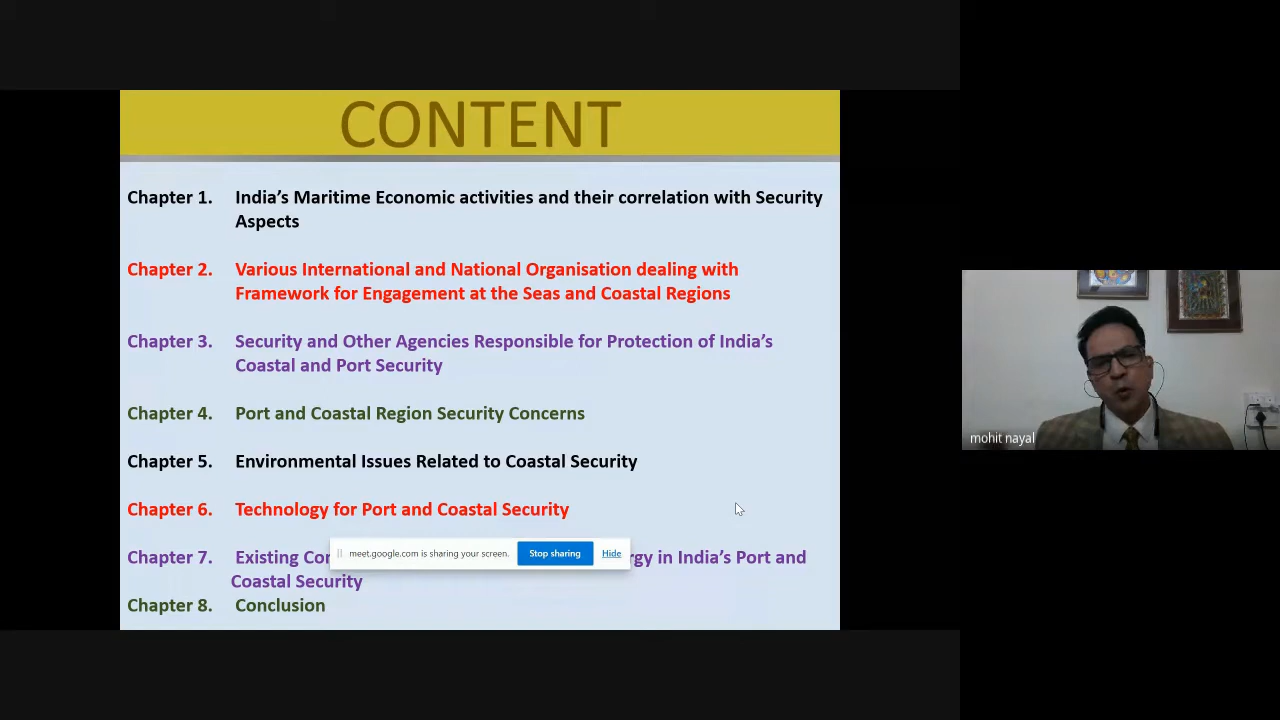 CONTENT
Chapter 1. India’s Maritime Economic activities and their correlation with Security
Aspects
Chapter 2. Various International and National Organisation dealing with
Framework for Engagement at the Seas and Coastal Regions
Chapter 3. Security and Other Agencies Responsible for Protection of India’s
Coastal and Port Security
Chapter 4. Port and Coastal Region Security Concerns
Chapter 5. Environmental Issues Related to Coastal Security
Chapter 6. Technology for Port and Coastal Security
Chapter 7. Existing in India’s Port and
Coastal Security
Chapter 8. Conclusion
meet.google.com is sharing your screen. Stop sharing Hide
mohit nayal